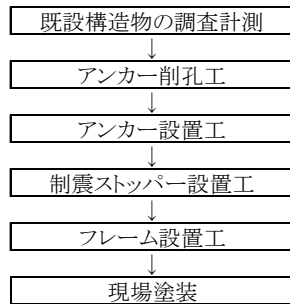 既設構造物の調査計測
↓
アンカー削孔工
↓
アンカー設置工
↓
制震ストッパー設置工
↓
フレーム設置工
↓
現場塗装